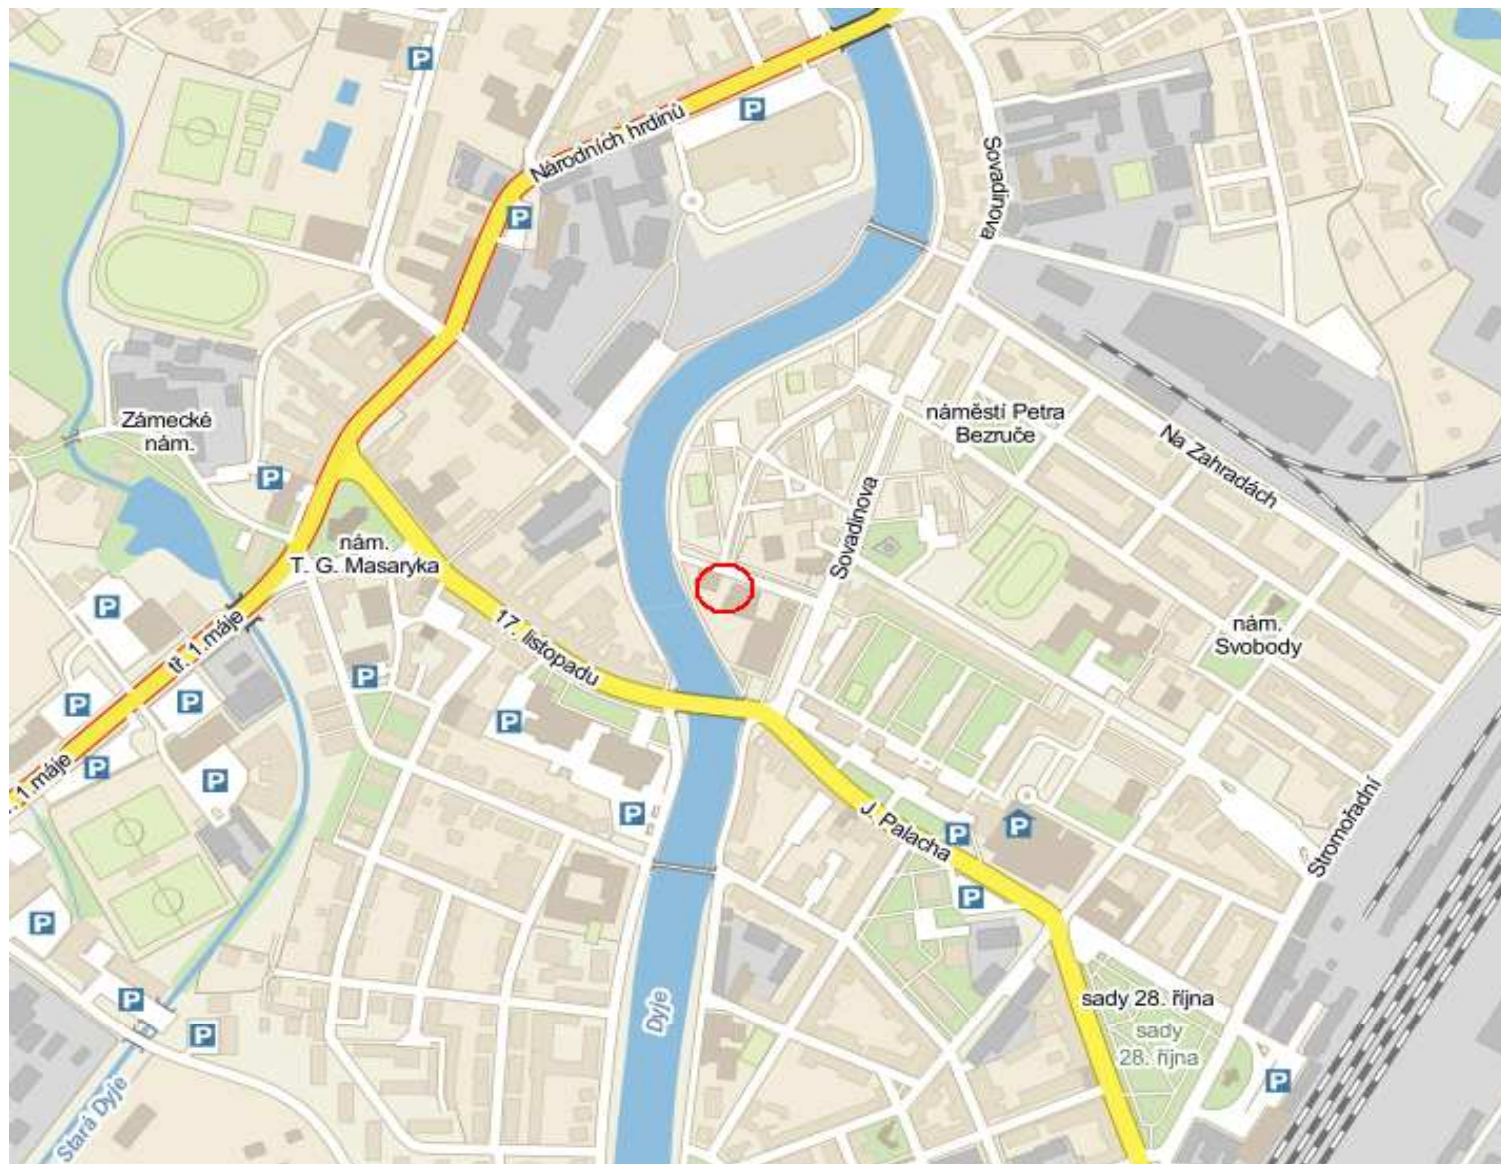 P
P
Národních hrdinů
Sovadinova
P
Zámecké
nám.
náměstí Petra
Bezruče
Na Zahradách
P
Sovadinova
nám.
T. G. Masaryka
P
17. listopadu
nám.
Svobody
tř. 1.máje
P
P
P
P
1.máje
P
P
P
J. Palacha
P
P
Stromořadní
P
P
P
Dyje
sady 28. října
sady
28. října
P
P
Stará Dyje